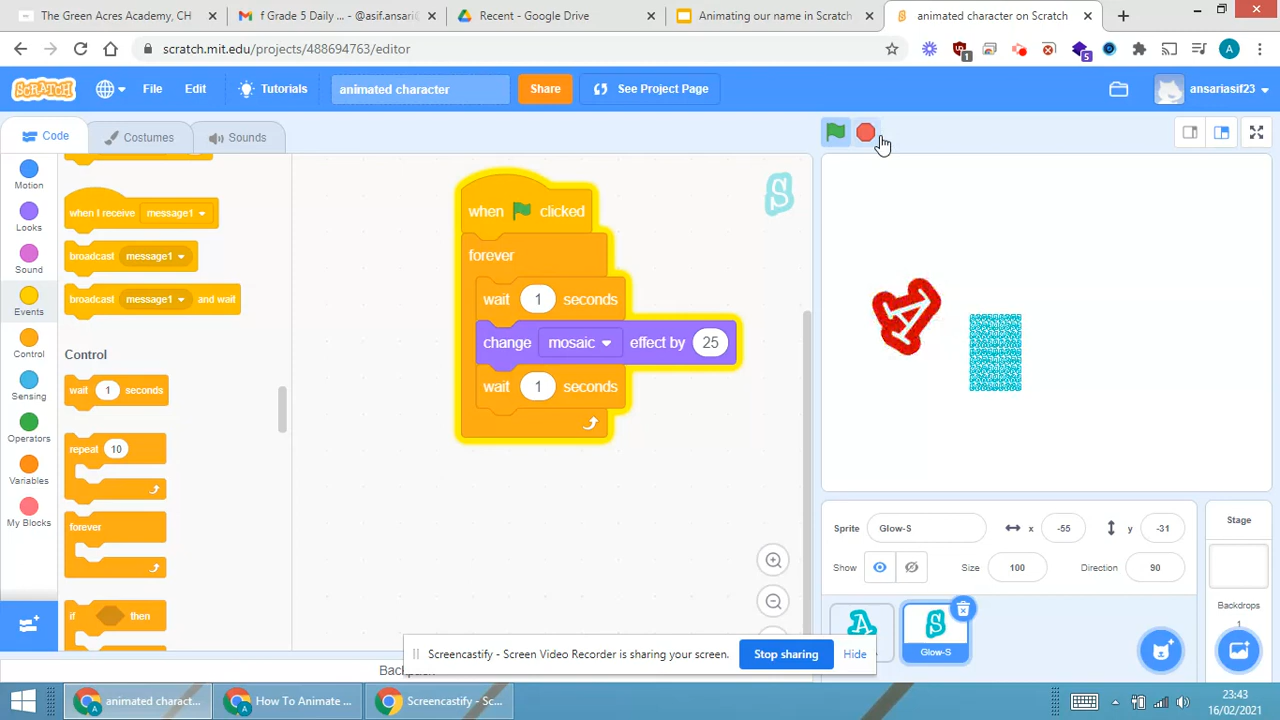 The Green Acres Academy, CH
f Grade 5 Daily ... - @asif.ansari
Recent - Google Drive
Animating our name in Scratch
animated character on Scratch
scratch.mit.edu/projects/488694763/editor
1
5
A
SCRATCH
File
Edit
Tutorials
animated character
Share
See Project Page
ansariasif23
Code
Costumes
Sounds
Motion
Looks
Sound
Events
Control
Sensing
Operators
Variables
My Blocks
when I receive message1
broadcast message1
broadcast message1 and wait
Control
wait 1 seconds
repeat 10
forever
if then
when clicked
forever
wait 1 seconds
change mosaic effect by 25
wait 1 seconds
S
A
Sprite Glow-S x -55 y -31
Show Size 100 Direction 90
A
S
Glow-S
Stage
Backdrops
1
Screencastify - Screen Video Recorder is sharing your screen. Stop sharing Hide
animated charact...
How To Animate ...
Screencastify - Sc...
23:43
16/02/2021